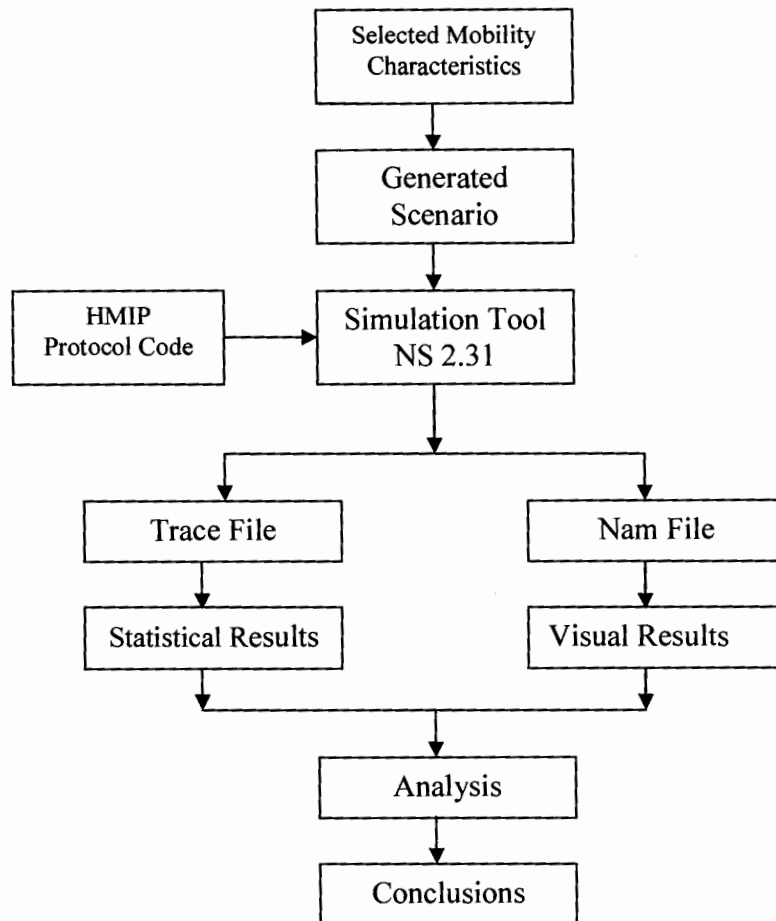 Selected Mobility
Characteristics
Generated
Scenario
HMIP
Protocol Code
Simulation Tool
NS 2.31
Trace File
Nam File
Statistical Results
Visual Results
Analysis
Conclusions